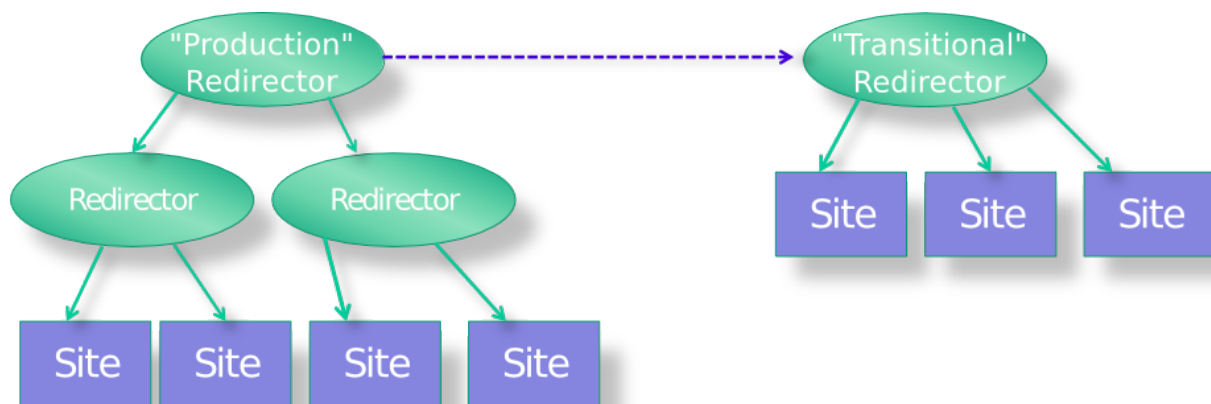 "Production"
Redirector
"Transitional"
Redirector
Redirector
Redirector
Site
Site
Site
Site
Site
Site
Site